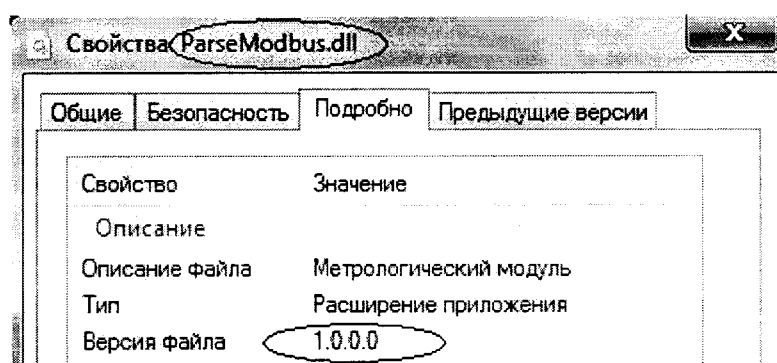 Свойства: ParseModbus.dll
Общие Безопасность Подробно Предыдущие версии
Свойство Значение
Описание
Описание файла Метрологический модуль
Тип Расширение приложения
Версия файла 1.0.0.0